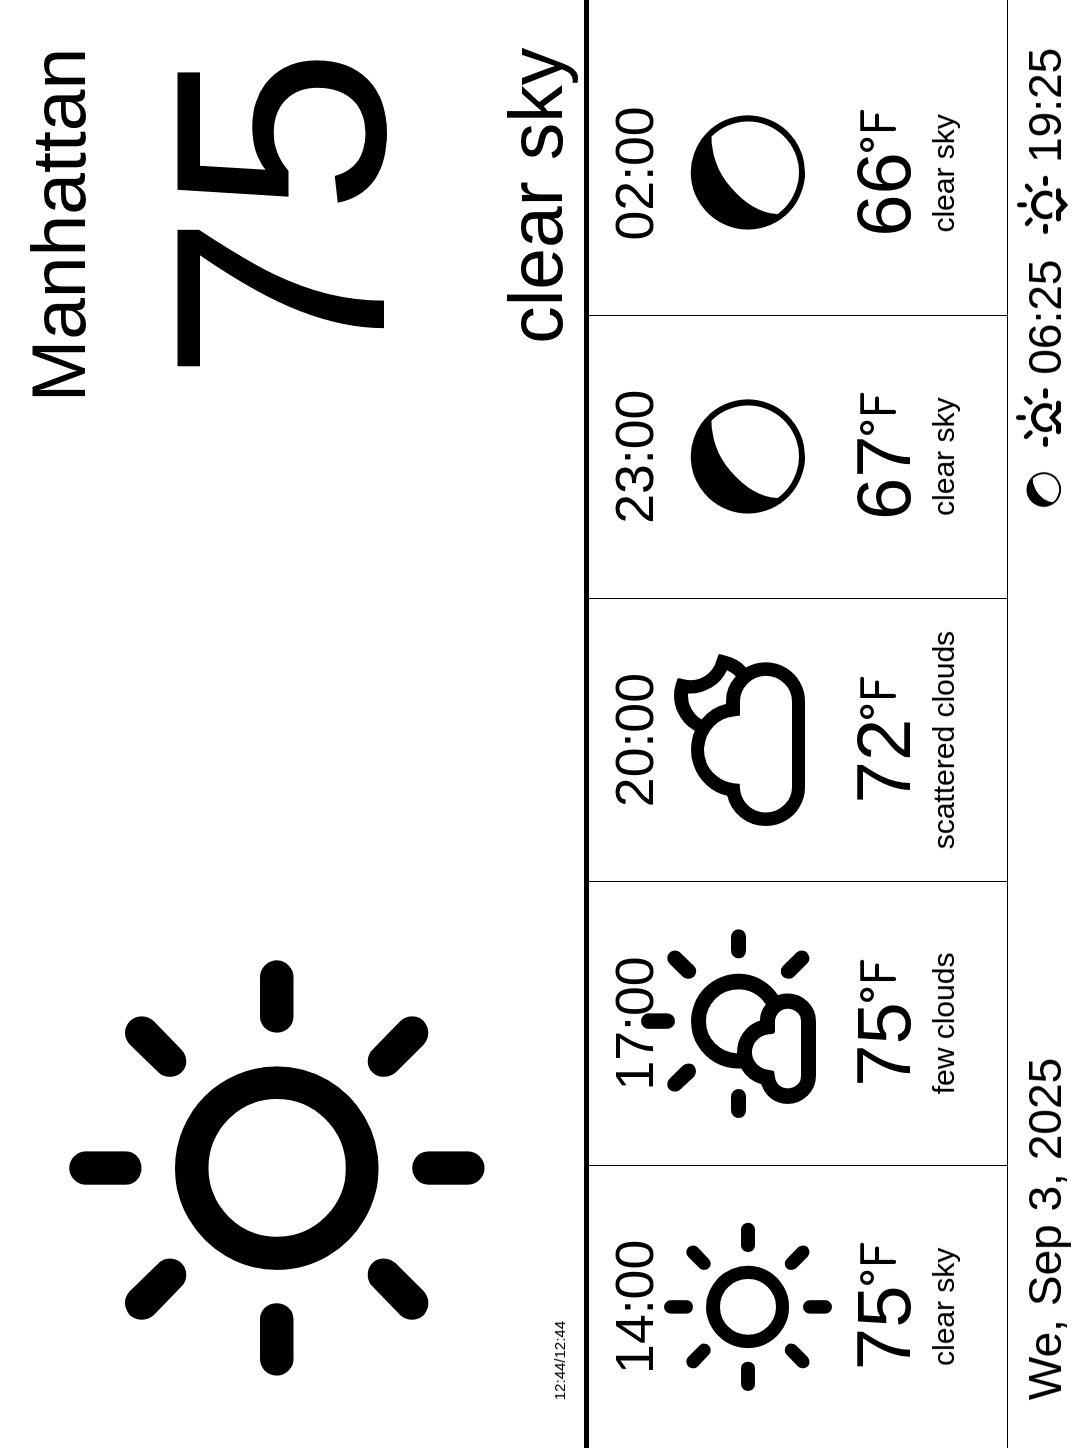 Manhattan
75
clear sky
12:44/12:44
14:00
75°F
clear sky
17:00
75°F
few clouds
20:00
72°F
scattered clouds
23:00
67°F
clear sky
02:00
66°F
clear sky
We, Sep 3, 2025
06:25
19:25